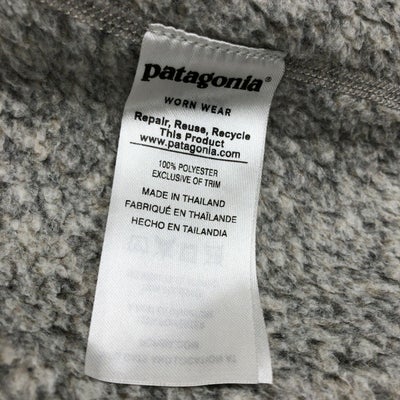 patagonia®
WORN WEAR
Repair, Reuse, Recycle
This Product
www.patagonia.com
100% POLYESTER
EXCLUSIVE OF TRIM
MADE IN THAILAND
FABRIQUÉ EN THAÏLANDE
HECHO EN TAILANDIA